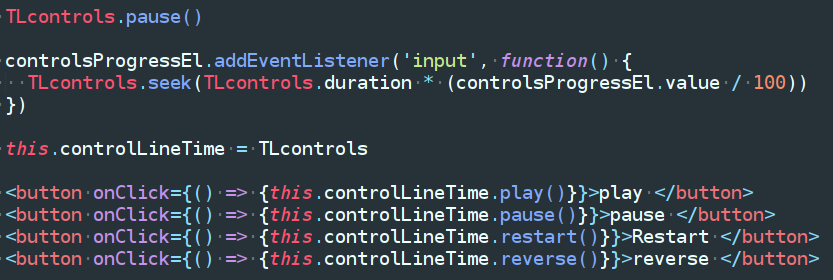 TLcontrols.pause()
controlsProgressEl.addEventListener('input', function() {
TLcontrols.seek(TLcontrols.duration * (controlsProgressEl.value / 100))
})
this.controlLineTime = TLcontrols
<button onClick={() => {this.controlLineTime.play()}}>play </button>
<button onClick={() => {this.controlLineTime.pause()}}>pause </button>
<button onClick={() => {this.controlLineTime.restart()}}>Restart </button>
<button onClick={() => {this.controlLineTime.reverse()}}>reverse </button>